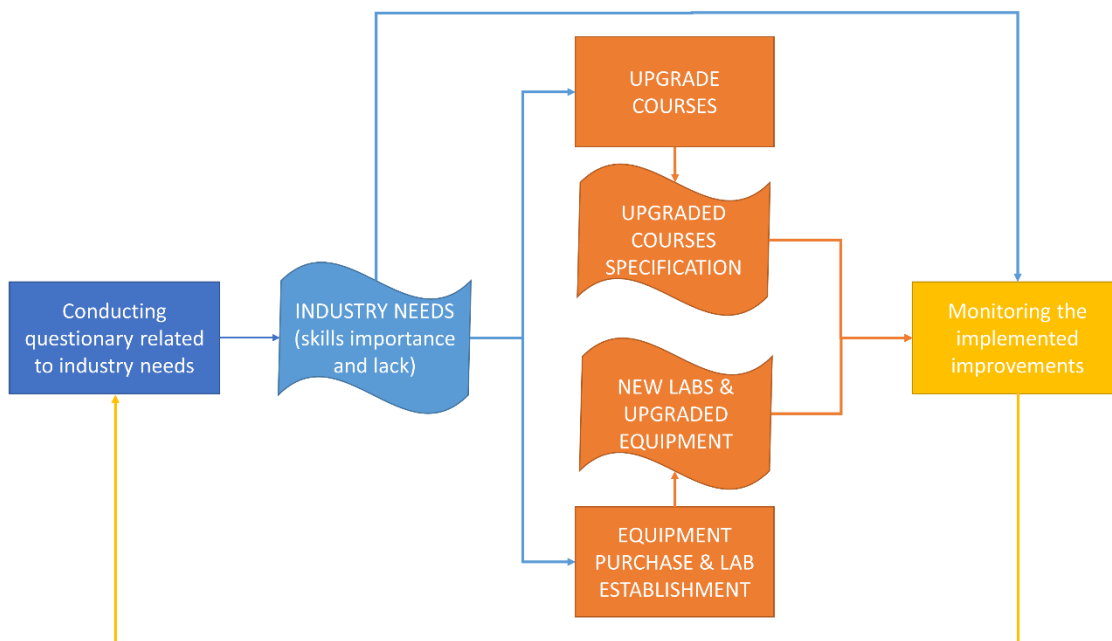 UPGRADE
COURSES
UPGRADED
COURSES
SPECIFICATION
Conducting
questionary related
to industry needs
INDUSTRY NEEDS
(skills importance
and lack)
Monitoring the
implemented
improvements
NEW LABS &
UPGRADED
EQUIPMENT
EQUIPMENT
PURCHASE & LAB
ESTABLISHMENT